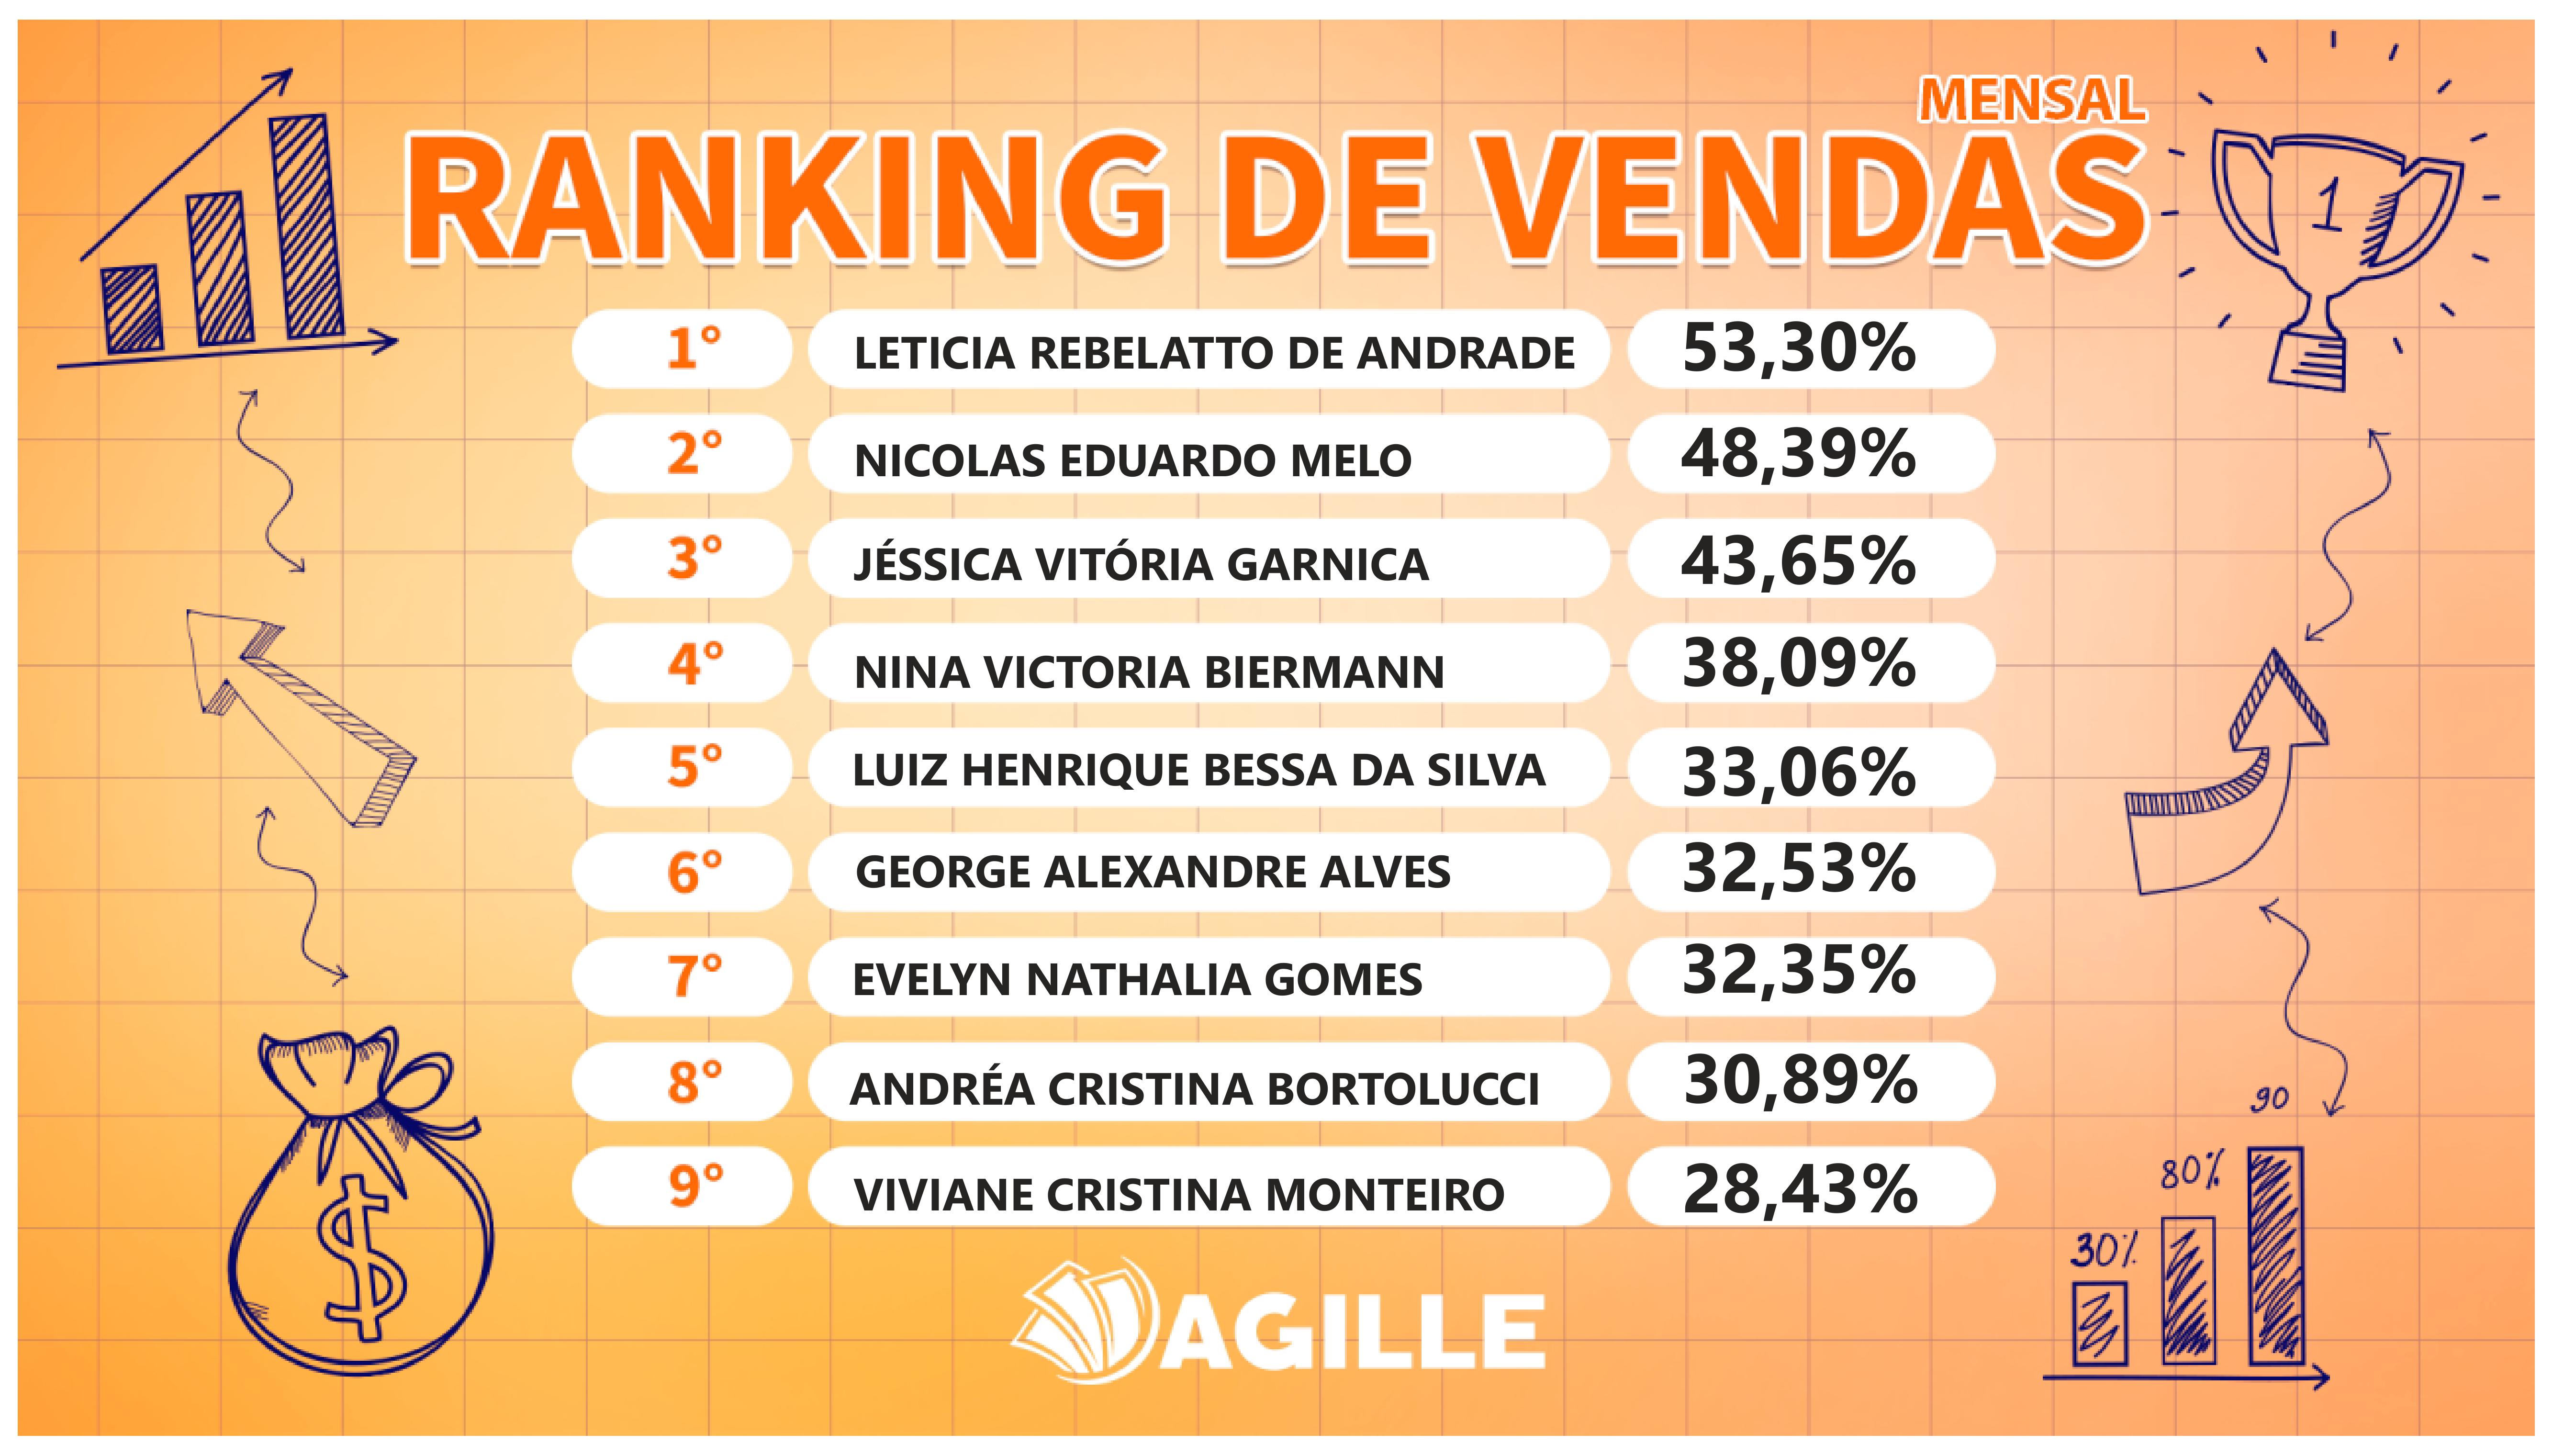 MENSAL
RANKING DE VENDAS
1
1° LETICIA REBELATTO DE ANDRADE 53,30%
2° NICOLAS EDUARDO MELO 48,39%
3° JÉSSICA VITÓRIA GARNICA 43,65%
4° NINA VICTORIA BIERMANN 38,09%
5° LUIZ HENRIQUE BESSA DA SILVA 33,06%
6° GEORGE ALEXANDRE ALVES 32,53%
7° EVELYN NATHALIA GOMES 32,35%
8° ANDRÉA CRISTINA BORTOLUCCI 30,89%
9° VIVIANE CRISTINA MONTEIRO 28,43%
$
90
80%
30%
AGILLE